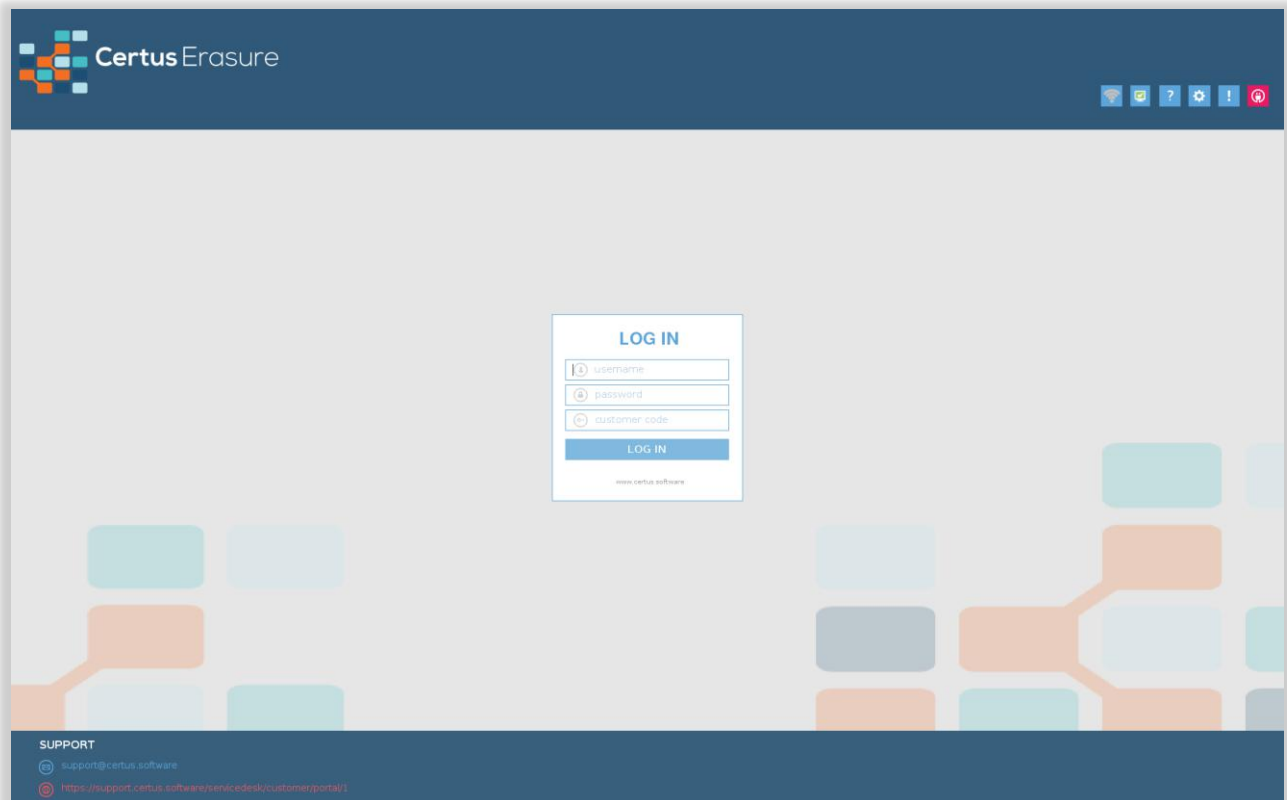 Certus Erasure
? !
LOG IN
username
password
customer code
LOG IN
www.certus.software
SUPPORT
support@certus.software
https://support.certus.software/servicedesk/customer/portal/1